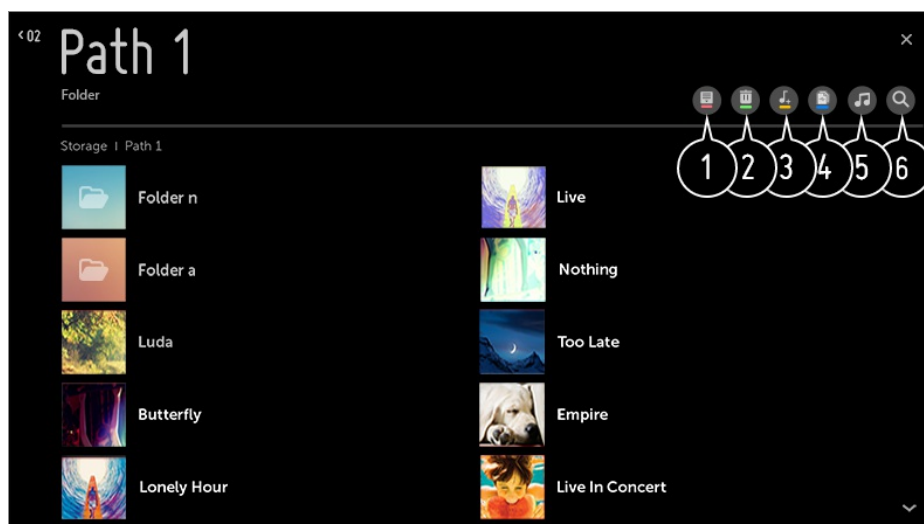 02
Path 1
Folder
1 2 3 4 5 6
Storage | Path 1
Folder n
Live
Folder a
Nothing
Luda
Too Late
Butterfly
Empire
Lonely Hour
Live In Concert